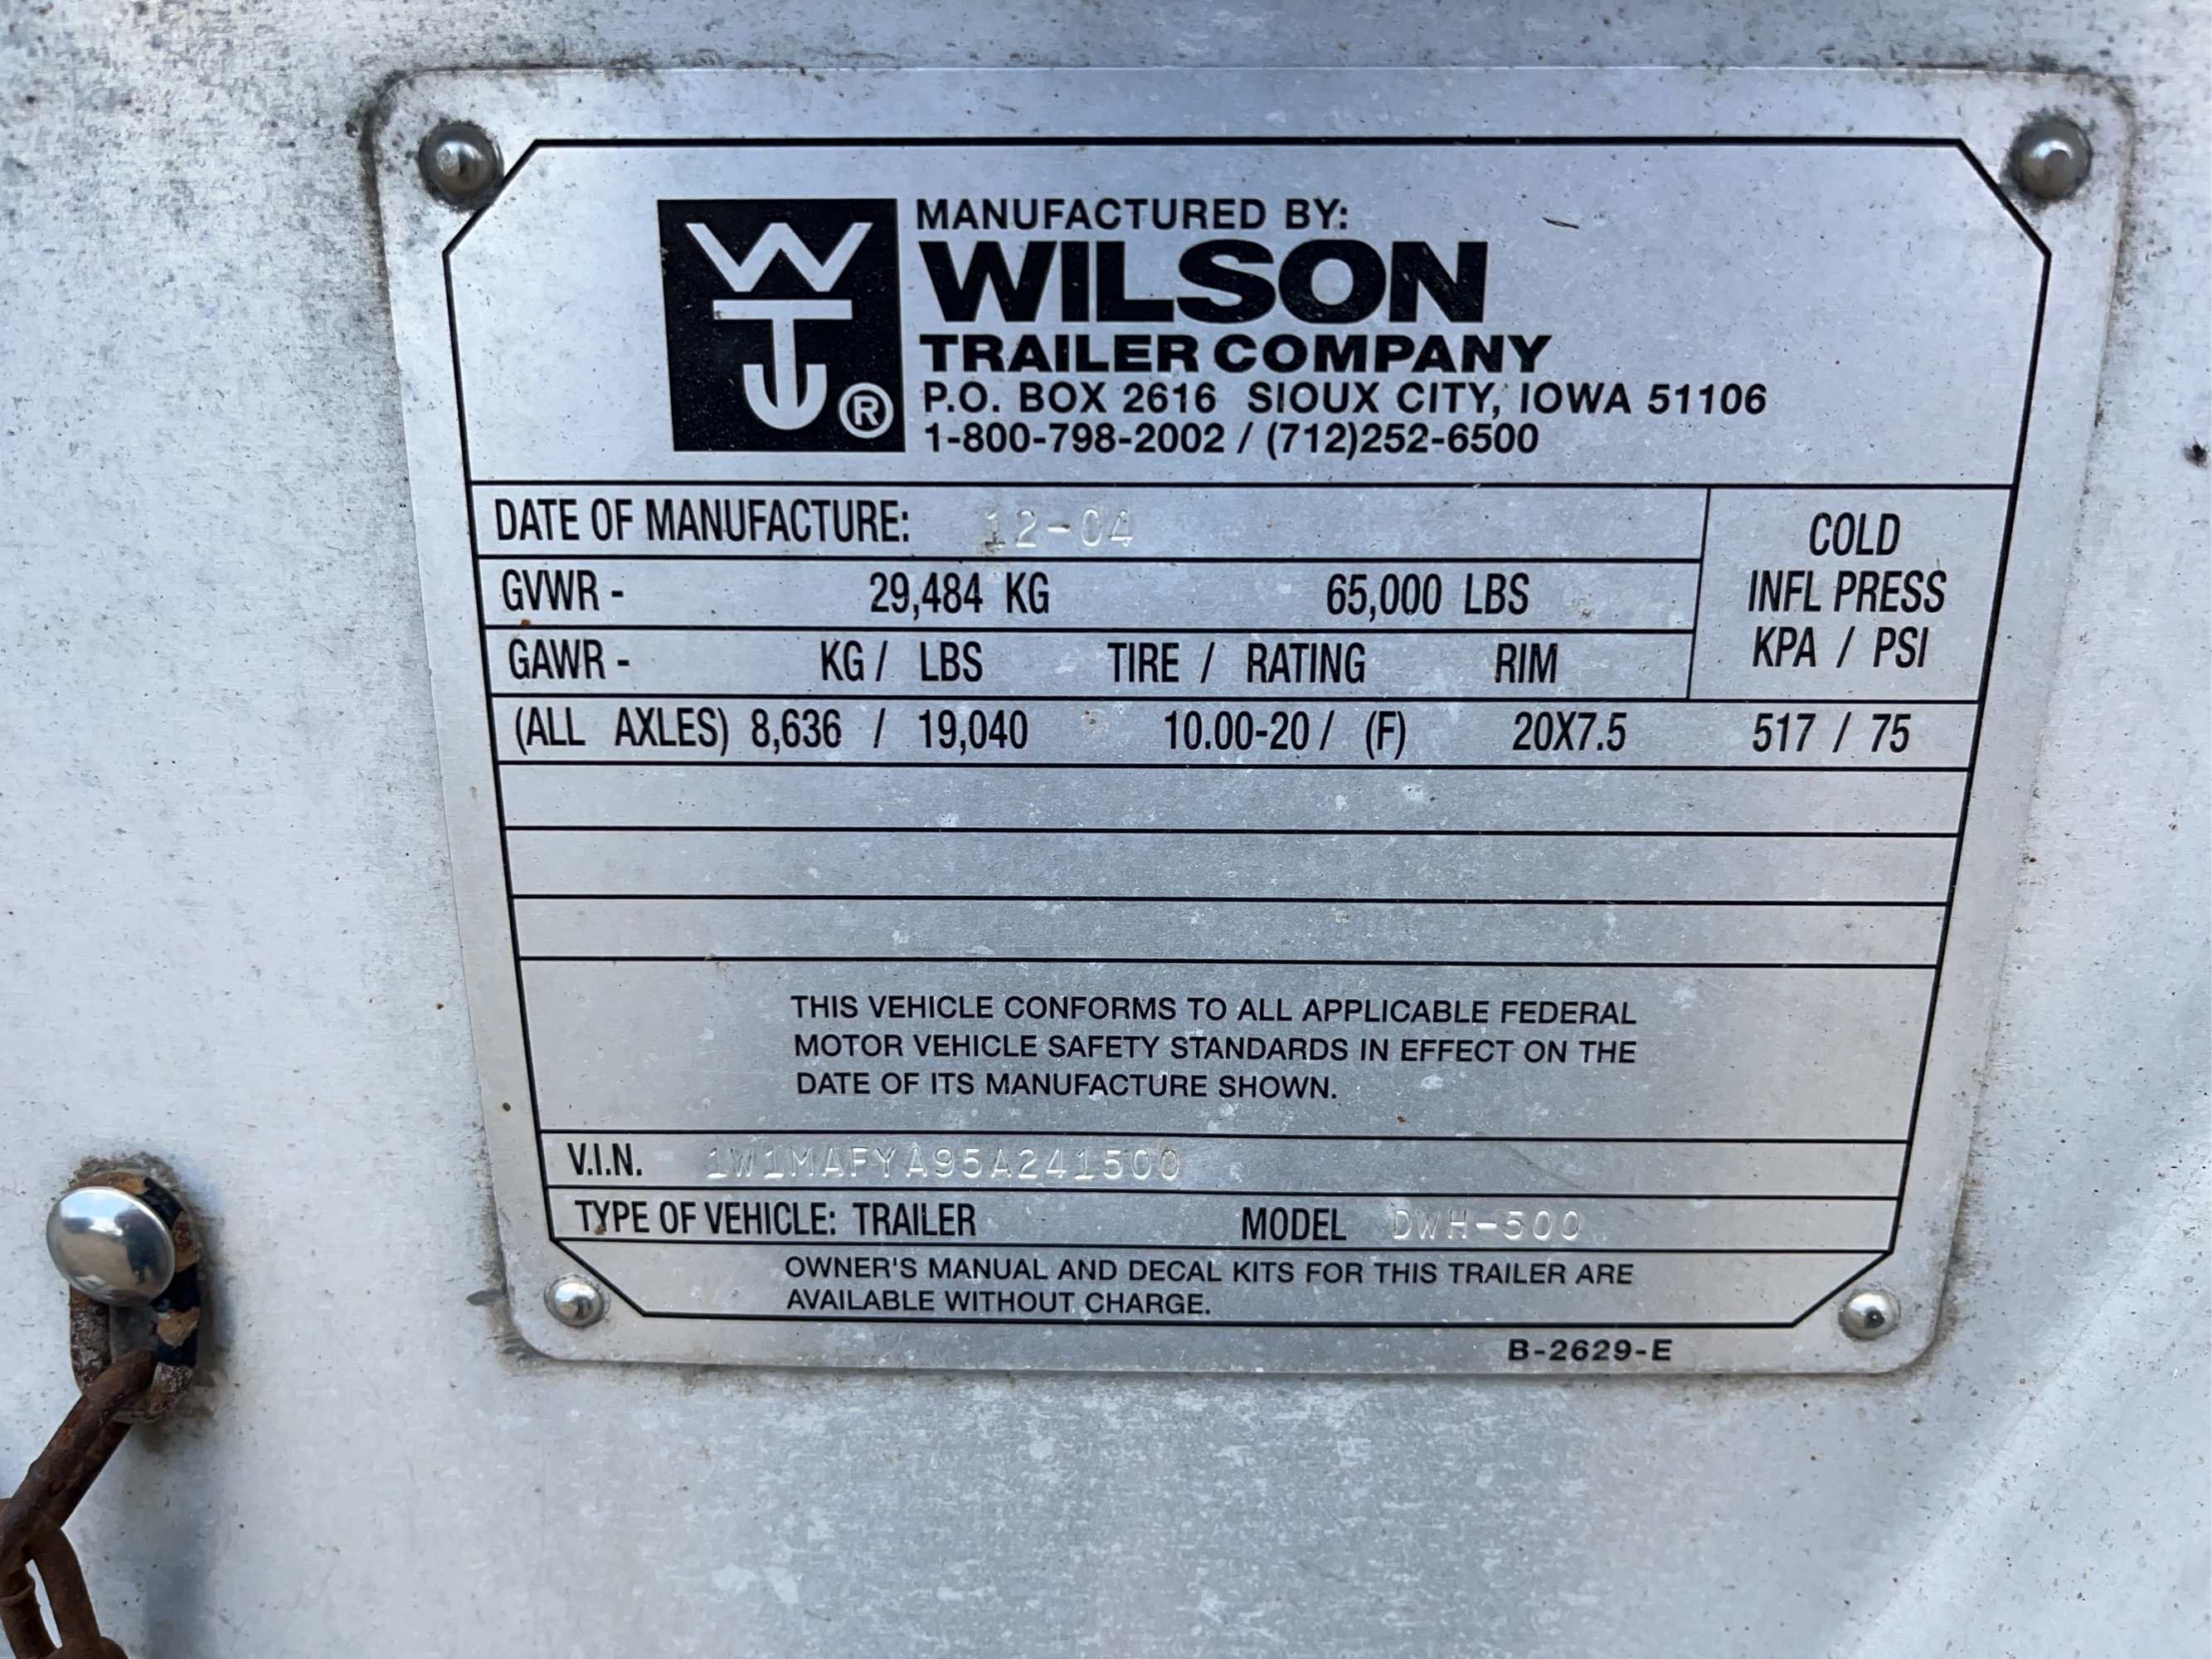 WT ®
MANUFACTURED BY:
WILSON
TRAILER COMPANY
P.O. BOX 2616 SIOUX CITY, IOWA 51106
1-800-798-2002 / (712)252-6500
DATE OF MANUFACTURE: 12-04
GVWR - 29,484 KG 65,000 LBS
COLD
INFL PRESS
KPA / PSI
GAWR - KG / LBS TIRE / RATING RIM
(ALL AXLES) 8,636 / 19,040 10.00-20 / (F) 20X7.5 517 / 75
THIS VEHICLE CONFORMS TO ALL APPLICABLE FEDERAL
MOTOR VEHICLE SAFETY STANDARDS IN EFFECT ON THE
DATE OF ITS MANUFACTURE SHOWN.
V.I.N. 1W1MAFYA95A241500
TYPE OF VEHICLE: TRAILER MODEL DWH-500
OWNER'S MANUAL AND DECAL KITS FOR THIS TRAILER ARE
AVAILABLE WITHOUT CHARGE.
B-2629-E